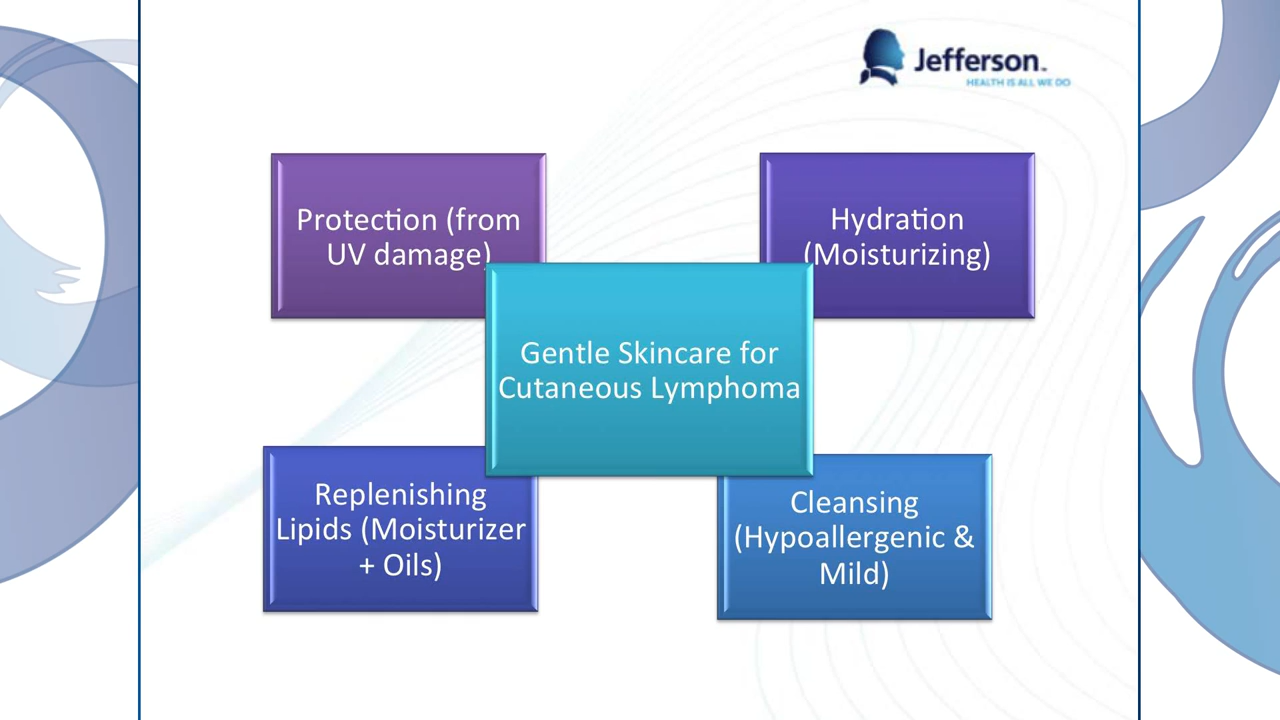 Jefferson™
HEALTH IS ALL WE DO
Protection (from
UV damage)
Hydration
(Moisturizing)
Gentle Skincare for
Cutaneous Lymphoma
Replenishing
Lipids (Moisturizer
+ Oils)
Cleansing
(Hypoallergenic &
Mild)